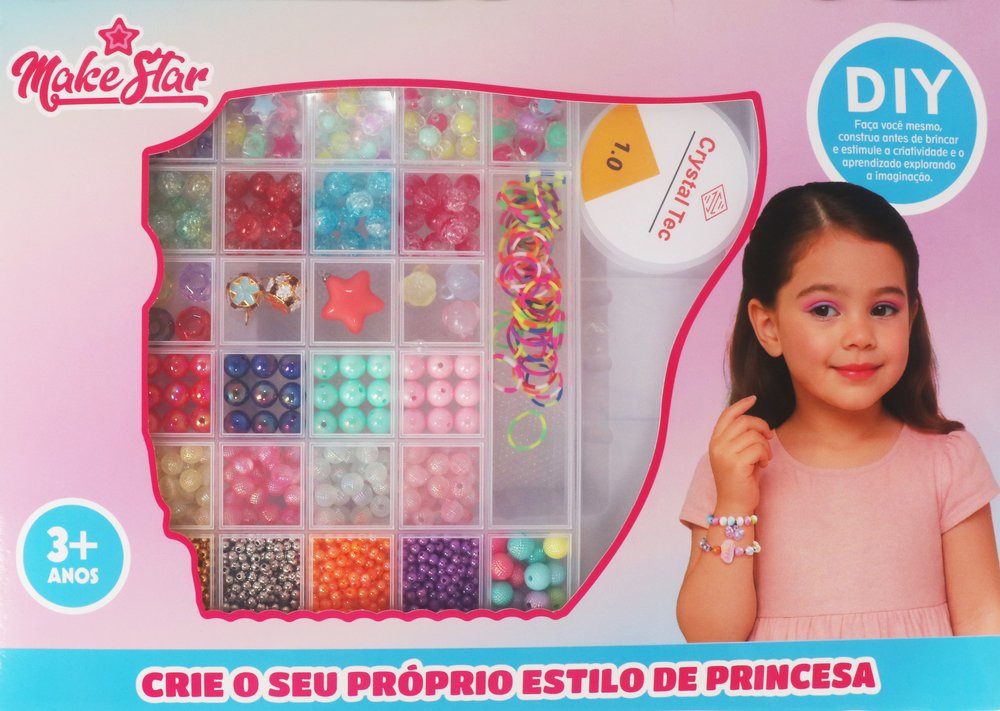 Make Star
DIY
Faça você mesmo,
construa antes de brincar
e estimule a criatividade e o
aprendizado explorando
a imaginação.
1.0
Crystal Tec
3+
ANOS
CRIE O SEU PRÓPRIO ESTILO DE PRINCESA